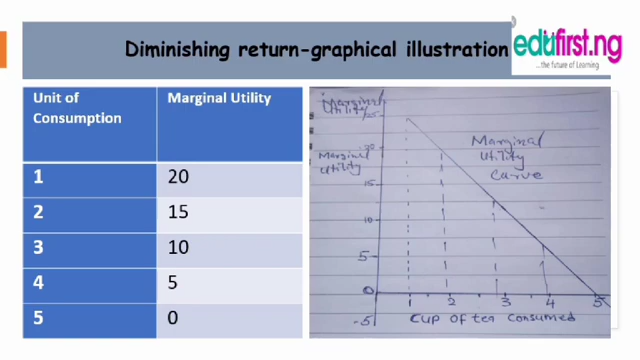 Diminishing return-graphical illustration
edufirst.ng
...the future of Learning
Unit of Consumption Marginal Utility
1 20
2 15
3 10
4 5
5 0
Marginal
Utility
25
20
Marginal
Utility
15
10
5
0
-5
Marginal
Utility
Curve
1 2 3 4 5
Cup of tea consumed